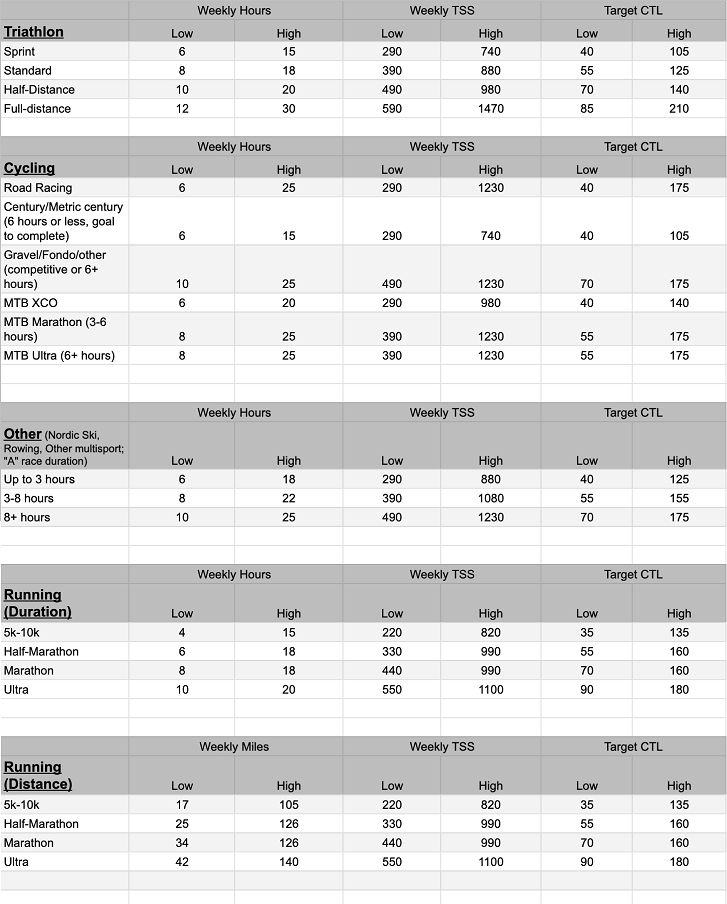 Weekly Hours Weekly TSS Target CTL
Triathlon Low High Low High Low High
Sprint 6 15 290 740 40 105
Standard 8 18 390 880 55 125
Half-Distance 10 20 490 980 70 140
Full-distance 12 30 590 1470 85 210
Weekly Hours Weekly TSS Target CTL
Cycling Low High Low High Low High
Road Racing 6 25 290 1230 40 175
Century/Metric century
(6 hours or less, goal
to complete) 6 15 290 740 40 105
Gravel/Fondo/other
(competitive or 6+
hours) 10 25 490 1230 70 175
MTB XCO 6 20 290 980 40 140
MTB Marathon (3-6
hours) 8 25 390 1230 55 175
MTB Ultra (6+ hours) 8 25 390 1230 55 175
Weekly Hours Weekly TSS Target CTL
Other (Nordic Ski,
Rowing, Other multisport;
"A" race duration) Low High Low High Low High
Up to 3 hours 6 18 290 880 40 125
3-8 hours 8 22 390 1080 55 155
8+ hours 10 25 490 1230 70 175
Weekly Hours Weekly TSS Target CTL
Running
(Duration) Low High Low High Low High
5k-10k 4 15 220 820 35 135
Half-Marathon 6 18 330 990 55 160
Marathon 8 18 440 990 70 160
Ultra 10 20 550 1100 90 180
Weekly Miles Weekly TSS Target CTL
Running
(Distance) Low High Low High Low High
5k-10k 17 105 220 820 35 135
Half-Marathon 25 126 330 990 55 160
Marathon 34 126 440 990 70 160
Ultra 42 140 550 1100 90 180